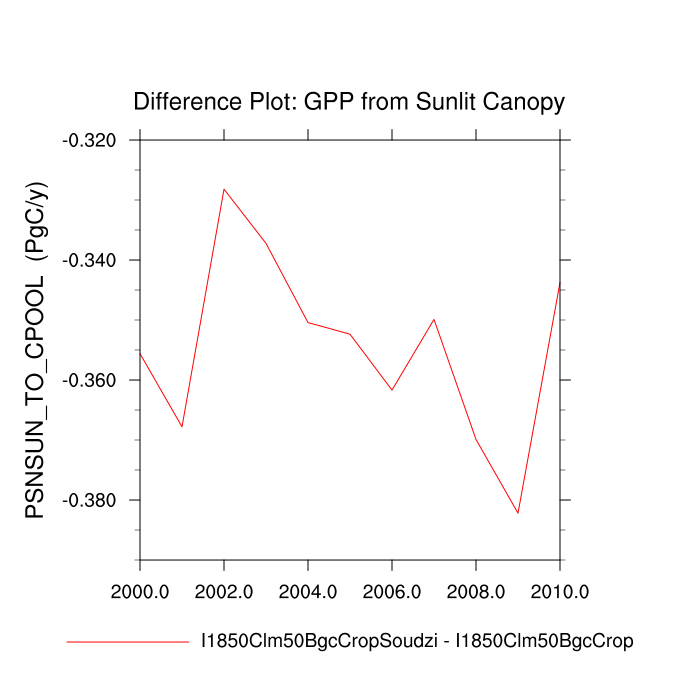 Difference Plot: GPP from Sunlit Canopy
PSNSUN_TO_CPOOL (PgC/y)
-0.320
-0.340
-0.360
-0.380
2000.0 2002.0 2004.0 2006.0 2008.0 2010.0
I1850Clm50BgcCropSoudzi - I1850Clm50BgcCrop